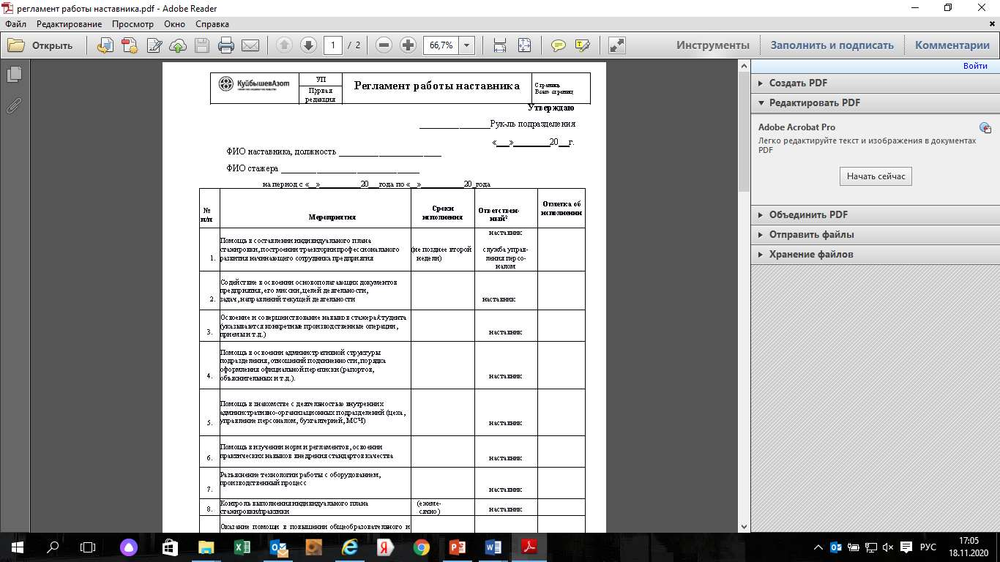 регламент работы наставника.pdf - Adobe Reader
Файл Редактирование Просмотр Окно Справка
Открыть
1 / 2
66,7%
Инструменты
Заполнить и подписать
Комментарии
Войти
Создать PDF
Редактировать PDF
Adobe Acrobat Pro
Легко редактируйте текст и изображения в документах
PDF
Начать сейчас
Объединить PDF
Отправить файлы
Хранение файлов
КуйбышевАзот
УП
Первая
редакция
Регламент работы наставника
Страниц
Всего страниц
Утверждаю
________________Рук-ль подразделения
«___»________20__г.
ФИО наставника, должность _______________________
ФИО стажера _______________________________
на период с «__»__________20__года по «__»__________20_года
№
п/п
Мероприятия
Сроки
исполнения
Ответствен-
ный²
Отметка об
исполнении
1.
Помощь в составлении индивидуального плана
стажировки, построении траектории профессионального
развития начинающего сотрудника предприятия
(не позднее второй
недели)
наставник
служба управ-
ления персо-
налом
2.
Содействие в освоении основополагающих документов
предприятия, его миссии, целей деятельности,
задач, направлений текущей деятельности
наставник
3.
Освоение и совершенствование навыков стажера/студента
(указываются конкретные производственные операции,
приемы и т.д.)
наставник
4.
Помощь в освоении административной структуры
подразделения, отношений подчиненности, порядка
оформления официальной переписки (рапортов,
объяснительных и т.д.).
наставник
5.
Помощь в знакомстве с деятельностью внутренних
административно-организационных подразделений (цеха,
управление персоналом, бухгалтерией, МСЧ)
наставник
6.
Помощь в изучении норм и регламентов, освоении
практических навыков внедрения стандартов качества
наставник
7.
Разъяснение технологии работы с оборудованием,
производственный процесс
наставник
8.
Контроль выполнения индивидуального плана
стажировки/практики
(ежеме-
сячно)
наставник
Оказание помощи в повышении общеобразовательного и
РУС
17:05
18.11.2020